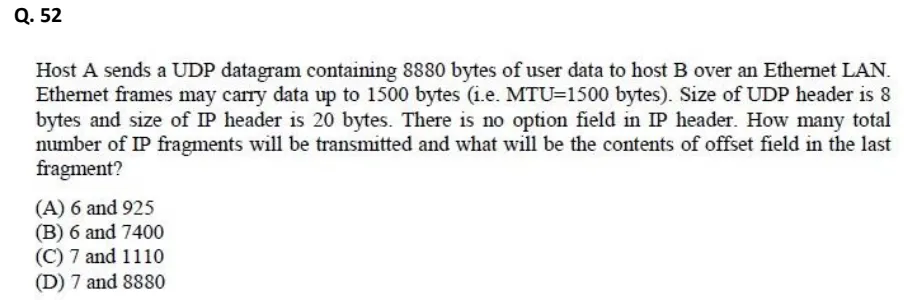 Q. 52
Host A sends a UDP datagram containing 8880 bytes of user data to host B over an Ethernet LAN.
Ethernet frames may carry data up to 1500 bytes (i.e. MTU=1500 bytes). Size of UDP header is 8
bytes and size of IP header is 20 bytes. There is no option field in IP header. How many total
number of IP fragments will be transmitted and what will be the contents of offset field in the last
fragment?
(A) 6 and 925
(B) 6 and 7400
(C) 7 and 1110
(D) 7 and 8880